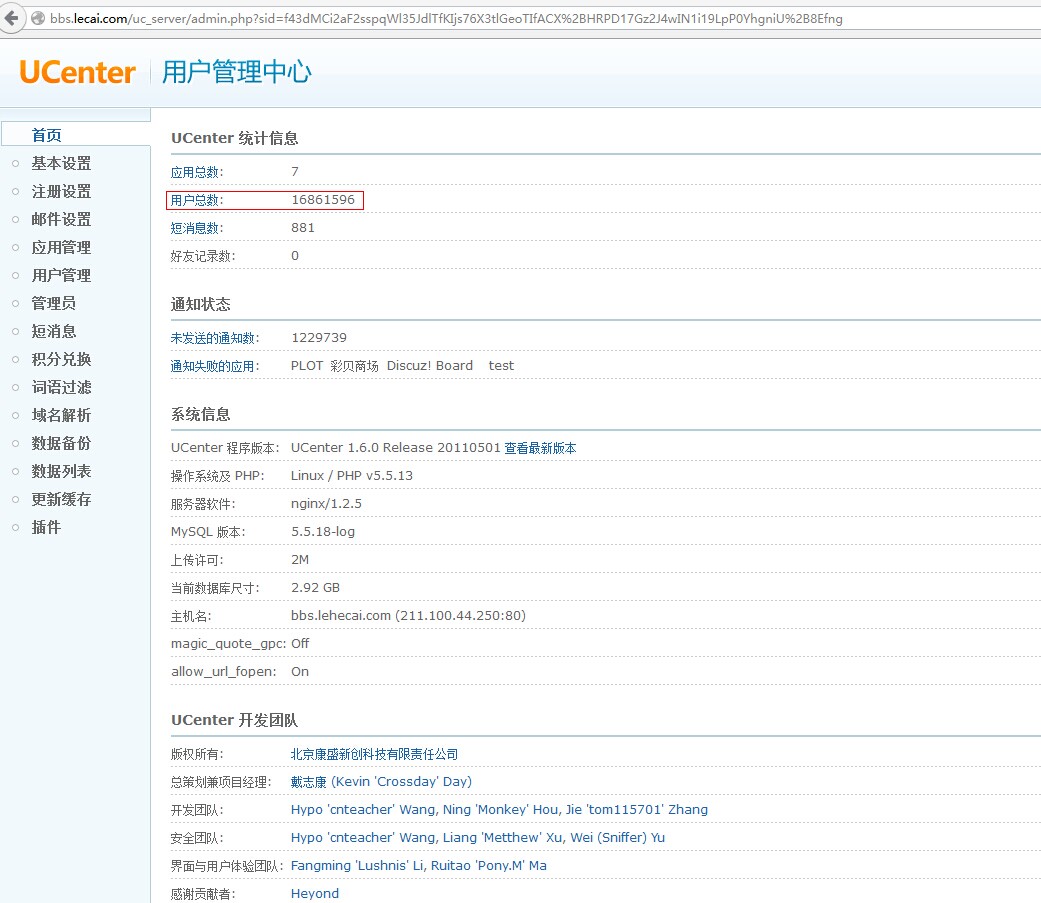 bbs.lecai.com/uc_server/admin.php?sid=f43dMCi2aF2sspqWl35JdlTfKIjs76X3tlGeoTIfACX%2BHRPD17Gz2J4wIN1i19LpP0YhgniU%2B8Efng
UCenter 用户管理中心
首页
基本设置
注册设置
邮件设置
应用管理
用户管理
管理员
短消息
积分兑换
词语过滤
域名解析
数据备份
数据列表
更新缓存
插件
UCenter 统计信息
应用总数: 7
用户总数: 16861596
短消息数: 881
好友记录数: 0
通知状态
未发送的通知数: 1229739
通知失败的应用: PLOT 彩贝商场 Discuz! Board test
系统信息
UCenter 程序版本: UCenter 1.6.0 Release 20110501 查看最新版本
操作系统及 PHP: Linux / PHP v5.5.13
服务器软件: nginx/1.2.5
MySQL 版本: 5.5.18-log
上传许可: 2M
当前数据库尺寸: 2.92 GB
主机名: bbs.lehecai.com (211.100.44.250:80)
magic_quote_gpc: Off
allow_url_fopen: On
UCenter 开发团队
版权所有: 北京康盛新创科技有限责任公司
总策划兼项目经理: 戴志康 (Kevin 'Crossday' Day)
开发团队: Hypo 'cnteacher' Wang, Ning 'Monkey' Hou, Jie 'tom115701' Zhang
安全团队: Hypo 'cnteacher' Wang, Liang 'Metthew' Xu, Wei (Sniffer) Yu
界面与用户体验团队: Fangming 'Lushnis' Li, Ruitao 'Pony.M' Ma
感谢贡献者: Heyond